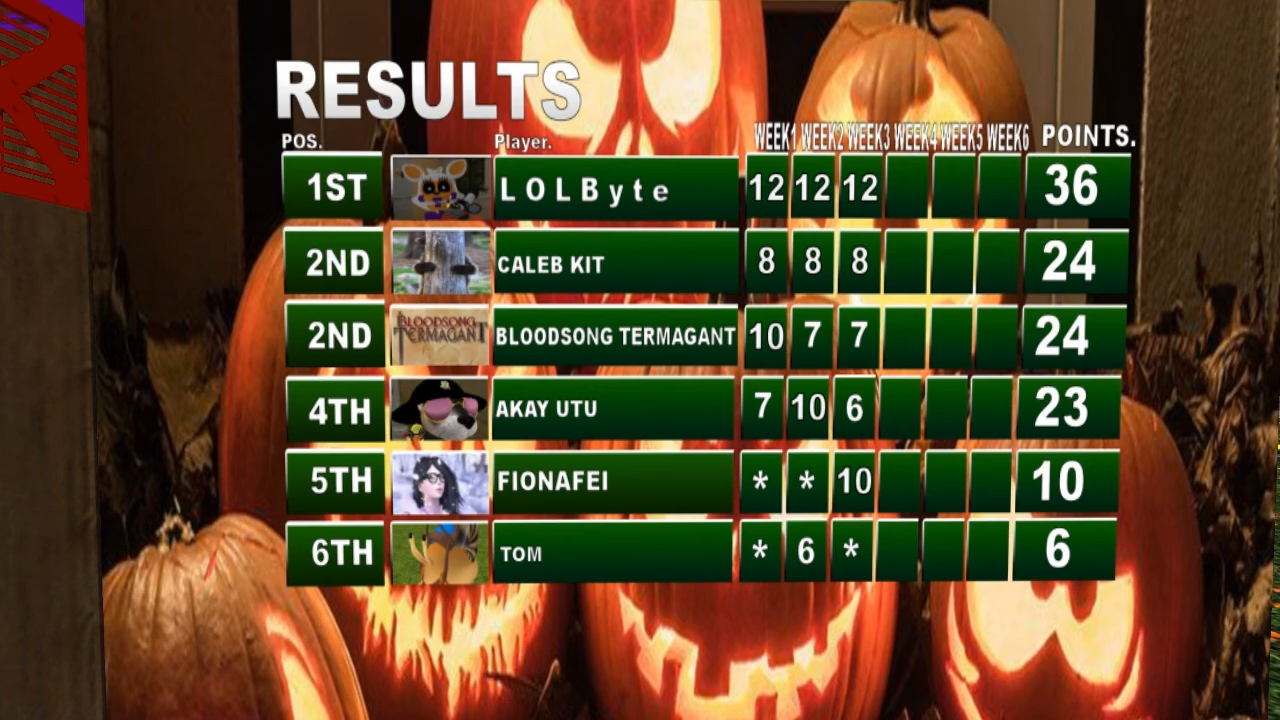 RESULTS
POS. Player. WEEK1 WEEK2 WEEK3 WEEK4 WEEK5 WEEK6 POINTS.
1ST L O L B y t e 12 12 12 36
2ND CALEB KIT 8 8 8 24
2ND BLOODSONG TERMAGANT BLOODSONG TERMAGANT 10 7 7 24
4TH AKAY UTU 7 10 6 23
5TH FIONAFEI * * 10 10
6TH TOM * 6 * 6